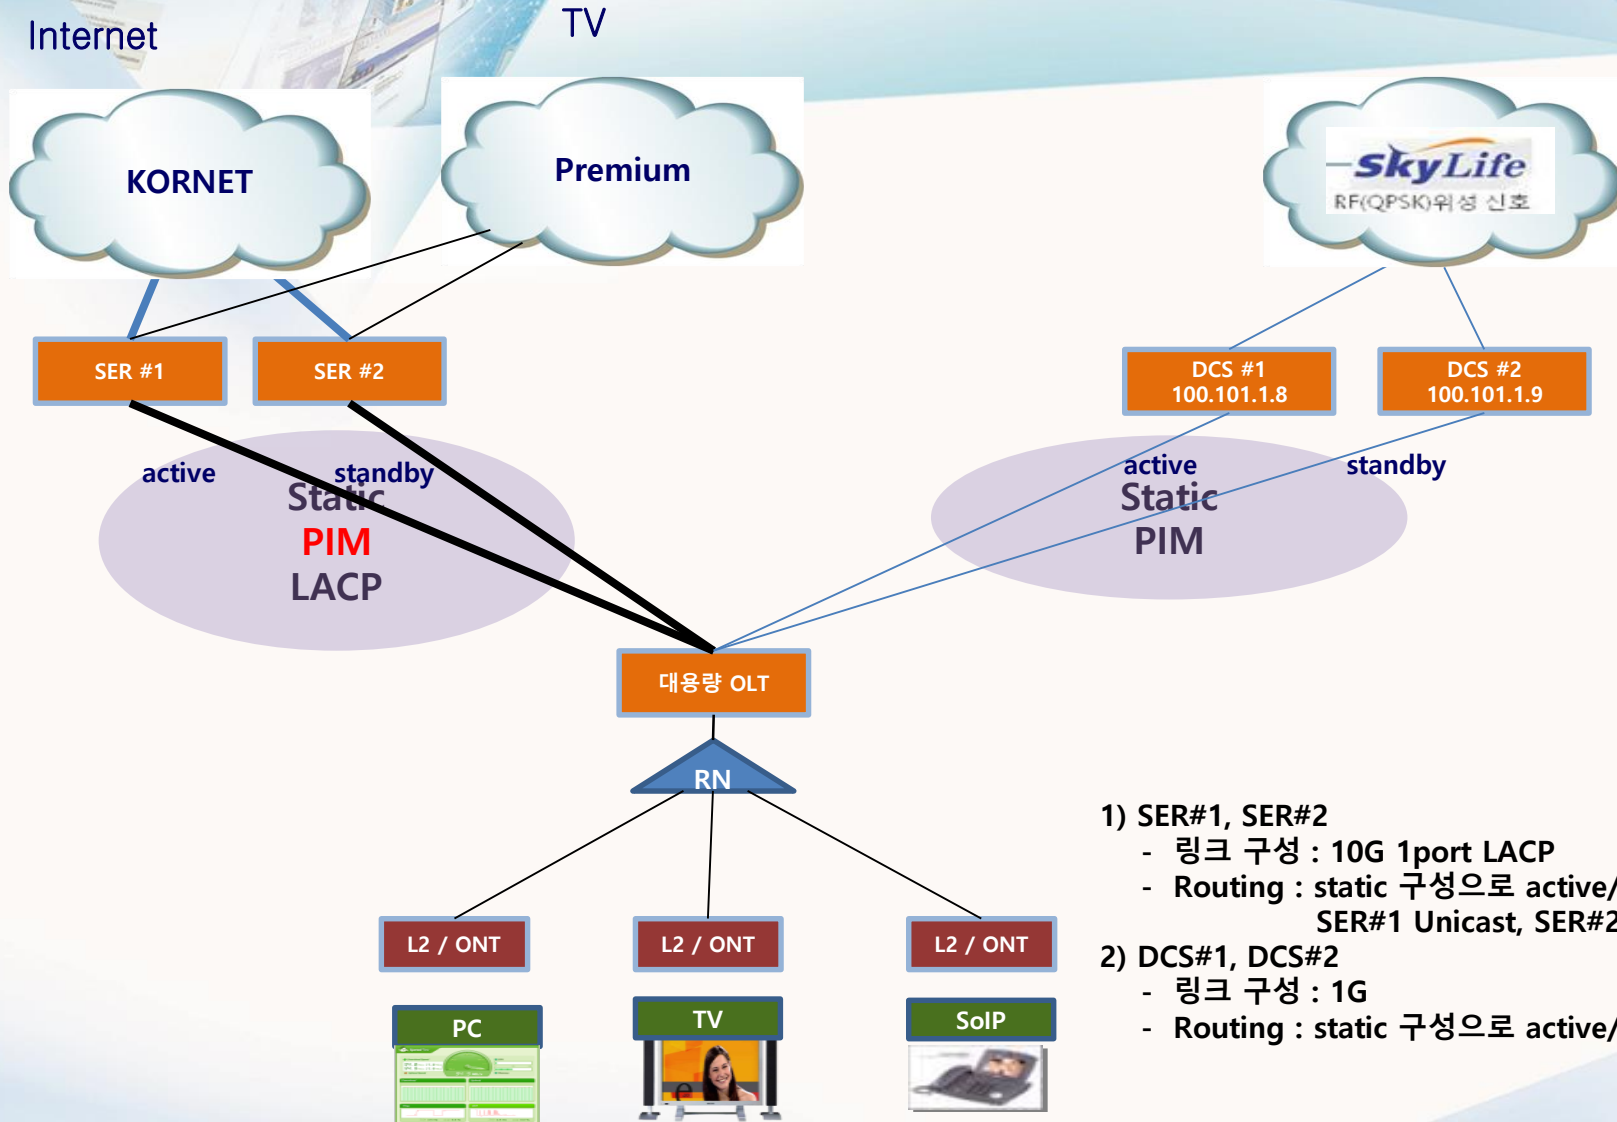 Internet
TV
KORNET
Premium
SkyLife
RF(QPSK)위성 신호
SER #1
SER #2
DCS #1
100.101.1.8
DCS #2
100.101.1.9
active
standby
Static
PIM
LACP
active
standby
Static
PIM
대용량 OLT
RN
L2 / ONT
L2 / ONT
L2 / ONT
PC
TV
SoIP
1) SER#1, SER#2
- 링크 구성 : 10G 1port LACP
- Routing : static 구성으로 active/
SER#1 Unicast, SER#2
2) DCS#1, DCS#2
- 링크 구성 : 1G
- Routing : static 구성으로 active/